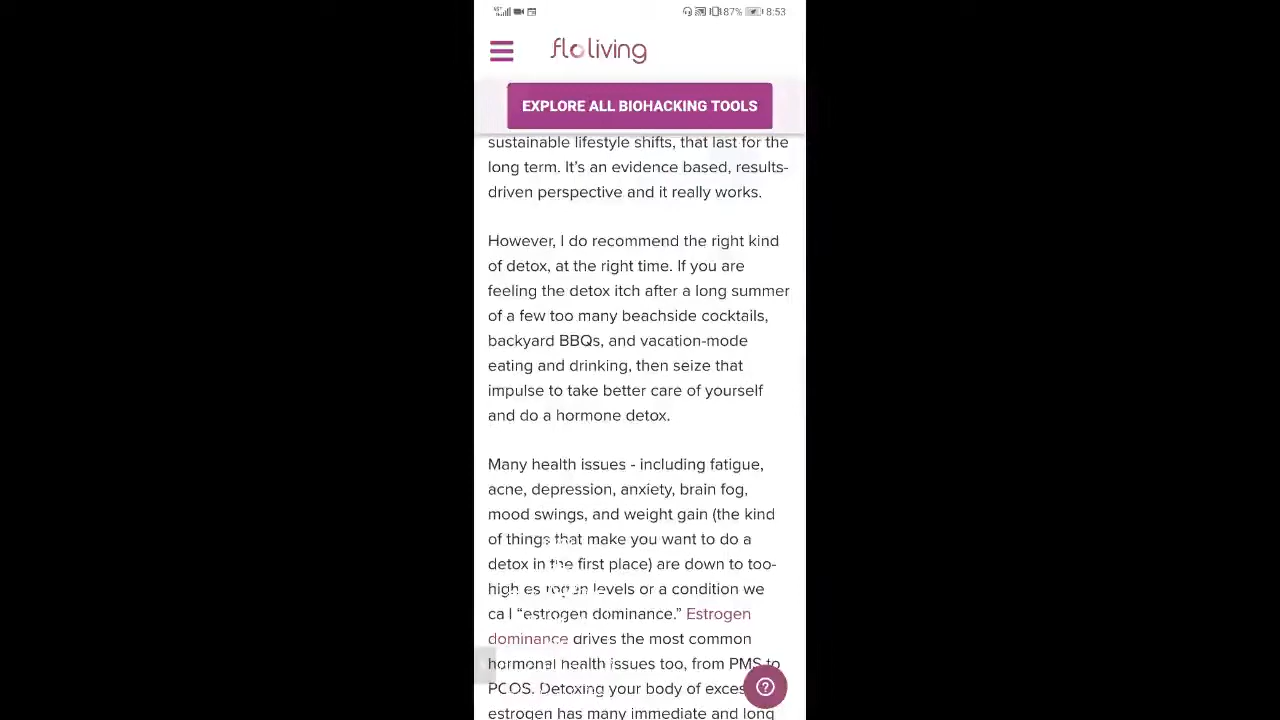 87% 8:53
floliving
EXPLORE ALL BIOHACKING TOOLS
sustainable lifestyle shifts, that last for the
long term. It’s an evidence based, results-
driven perspective and it really works.
However, I do recommend the right kind
of detox, at the right time. If you are
feeling the detox itch after a long summer
of a few too many beachside cocktails,
backyard BBQs, and vacation-mode
eating and drinking, then seize that
impulse to take better care of yourself
and do a hormone detox.
Many health issues - including fatigue,
acne, depression, anxiety, brain fog,
mood swings, and weight gain (the kind
of things that make you want to do a
detox in the first place) are down to too-
high estrogen levels or a condition we
call “estrogen dominance.” Estrogen
dominance drives the most common
hormonal health issues too, from PMS to
PCOS. Detoxing your body of excess
estrogen has many immediate and long